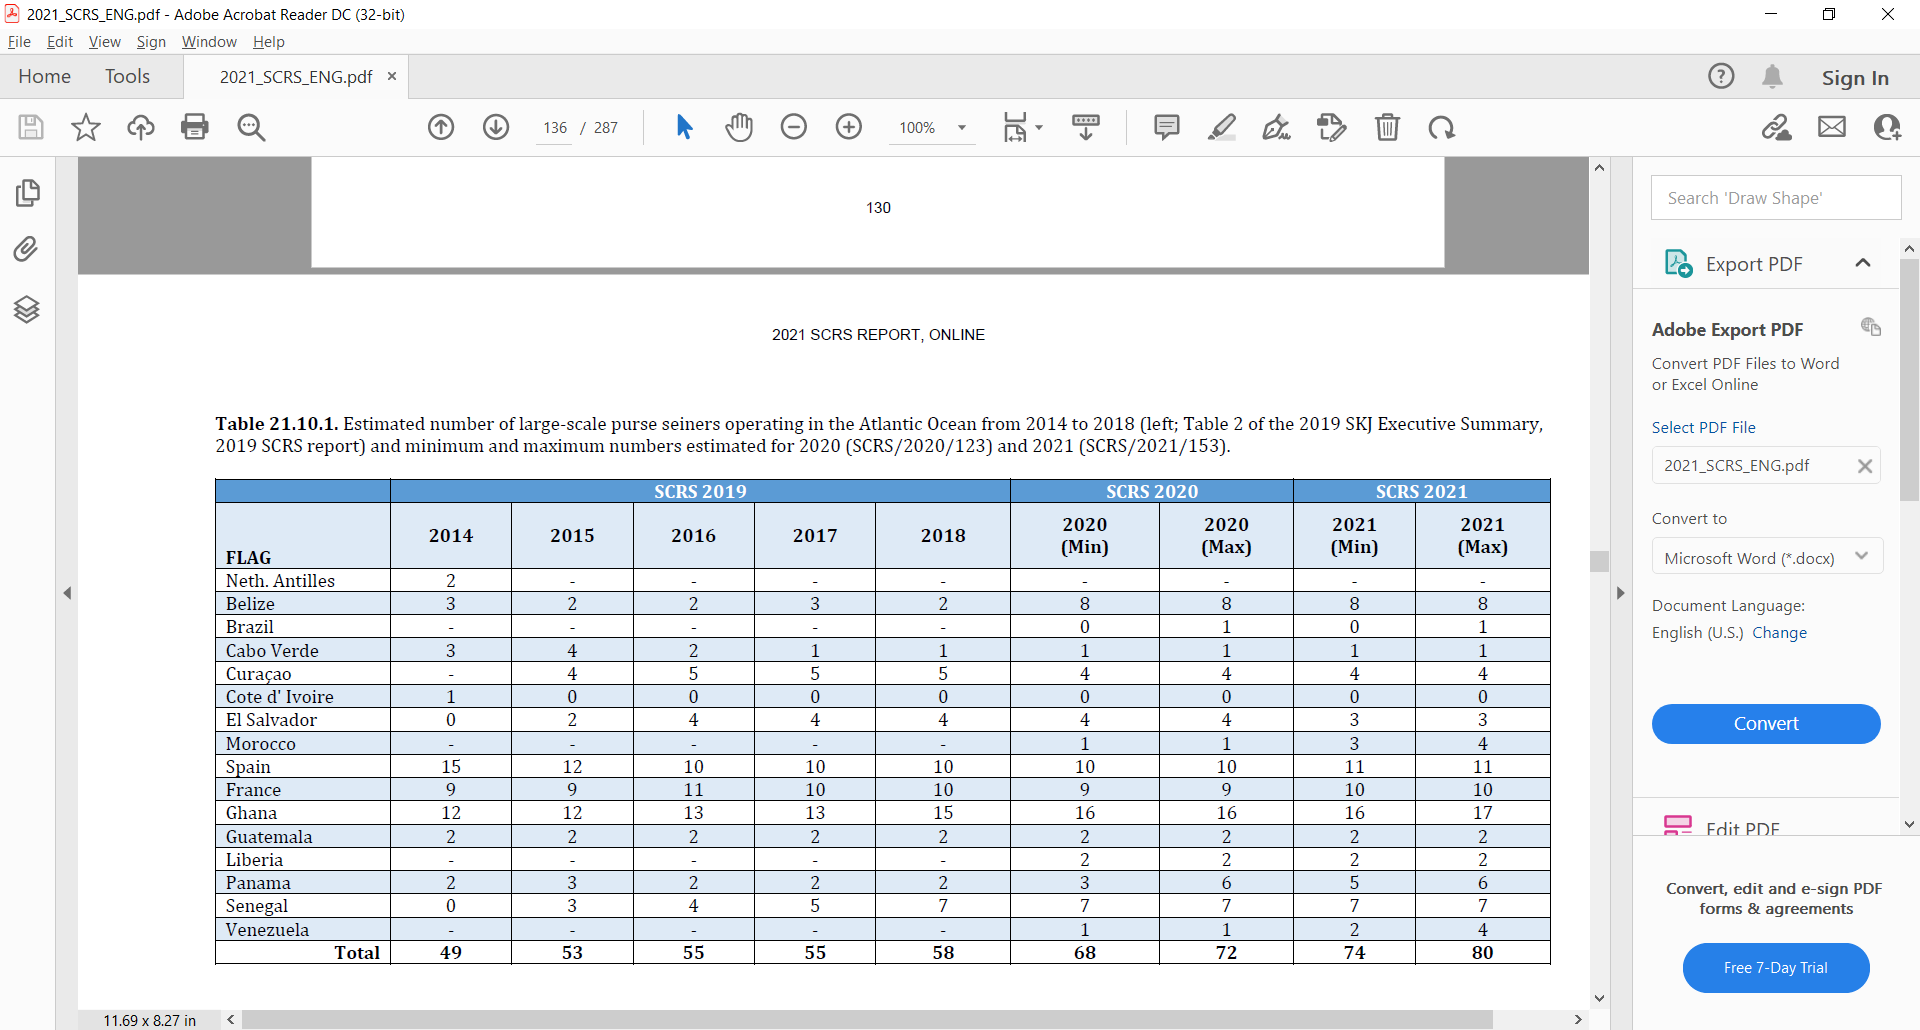 2021_SCRS_ENG.pdf - Adobe Acrobat Reader DC (32-bit)
File Edit View Sign Window Help
Home Tools 2021_SCRS_ENG.pdf × Sign In
136 / 287 100%
130
2021 SCRS REPORT, ONLINE
Table 21.10.1. Estimated number of large-scale purse seiners operating in the Atlantic Ocean from 2014 to 2018 (left; Table 2 of the 2019 SKJ Executive Summary,
2019 SCRS report) and minimum and maximum numbers estimated for 2020 (SCRS/2020/123) and 2021 (SCRS/2021/153).
SCRS 2019 SCRS 2020 SCRS 2021
FLAG 2014 2015 2016 2017 2018 2020 (Min) 2020 (Max) 2021 (Min) 2021 (Max)
Neth. Antilles 2 - - - - - - - -
Belize 3 2 2 3 2 8 8 8 8
Brazil - - - - - 0 1 0 1
Cabo Verde 3 4 2 1 1 1 1 1 1
Curaçao - 4 5 5 5 4 4 4 4
Cote d' Ivoire 1 0 0 0 0 0 0 0 0
El Salvador 0 2 4 4 4 4 4 3 3
Morocco - - - - - 1 1 3 4
Spain 15 12 10 10 10 10 10 11 11
France 9 9 11 10 10 9 9 10 10
Ghana 12 12 13 13 15 16 16 16 17
Guatemala 2 2 2 2 2 2 2 2 2
Liberia - - - - - 2 2 2 2
Panama 2 3 2 2 2 3 6 5 6
Senegal 0 3 4 5 7 7 7 7 7
Venezuela - - - - - 1 1 2 4
Total 49 53 55 55 58 68 72 74 80
11.69 x 8.27 in
Search 'Draw Shape'
Export PDF
Adobe Export PDF
Convert PDF Files to Word
or Excel Online
Select PDF File
2021_SCRS_ENG.pdf
Convert to
Microsoft Word (*.docx)
Document Language:
English (U.S.) Change
Convert
Edit PDF
Convert, edit and e-sign PDF
forms & agreements
Free 7-Day Trial